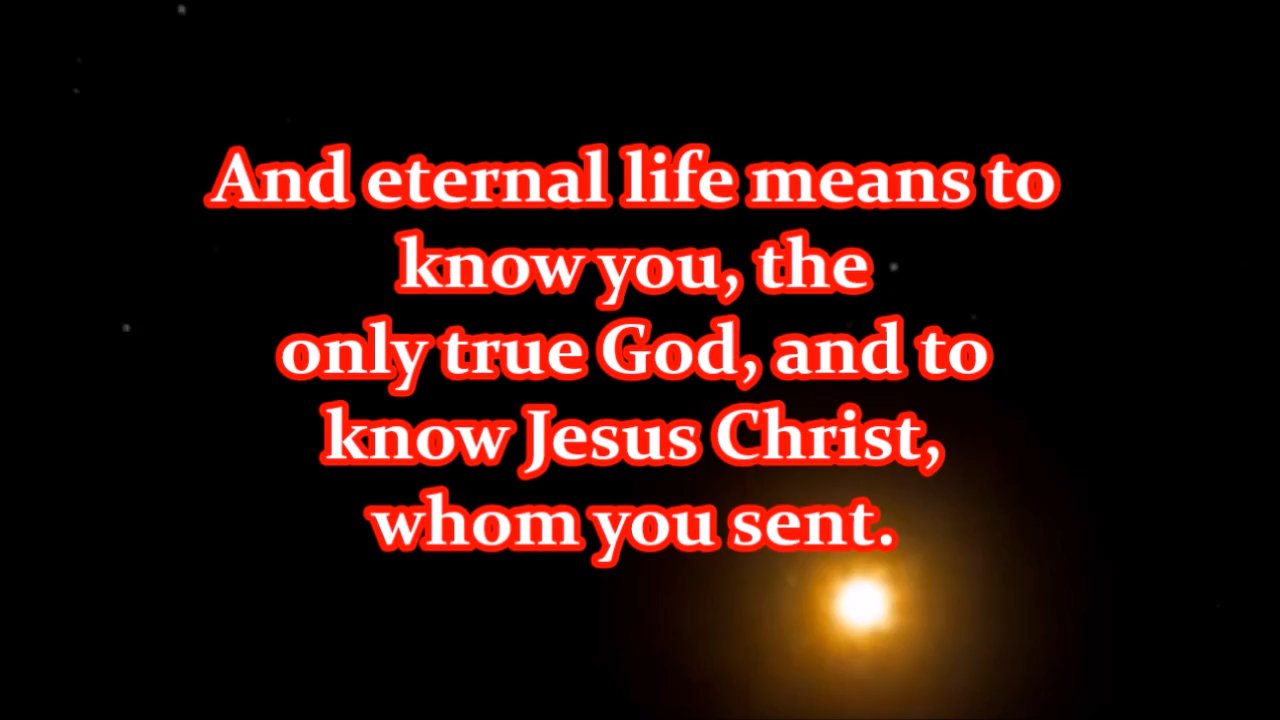 And eternal life means to
know you, the
only true God, and to
know Jesus Christ,
whom you sent.